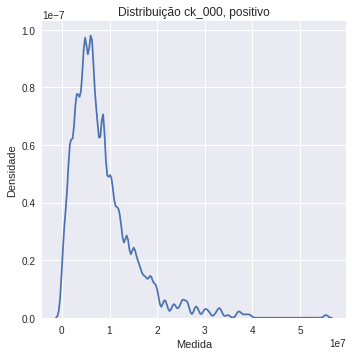 Distribuição ck_000, positivo
1e−7
1.0
0.8
0.6
0.4
0.2
0.0
Densidade
0 1 2 3 4 5
1e7
Medida